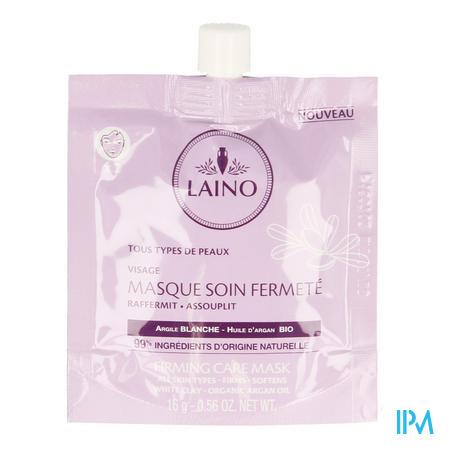 NOUVEAU
LAINO
TOUS TYPES DE PEAUX
VISAGE
MASQUE SOIN FERMETÉ
RAFFERMIT • ASSOUPLIT
ARGILE BLANCHE - HUILE D'ARGAN BIO
99% INGRÉDIENTS D'ORIGINE NATURELLE
FIRMING CARE MASK
ALL SKIN TYPES - FIRMS - SOFTENS
WHITE CLAY - ORGANIC ARGAN OIL
16 g - 0.56 OZ. NET WT.
IPM